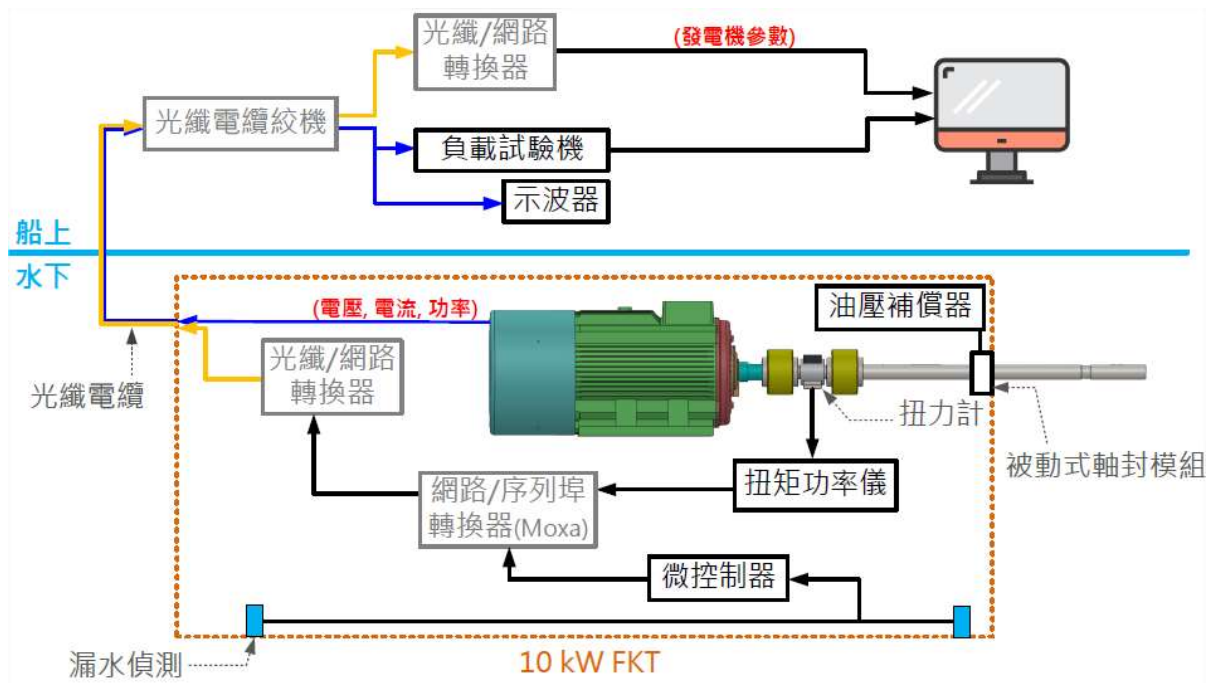 光纖/網路
轉換器
(發電機參數)
光纖電纜絞機
負載試驗機
示波器
船上
水下
(電壓, 電流, 功率)
油壓補償器
光纖/網路
轉換器
光纖電纜
扭力計
被動式軸封模組
扭矩功率儀
網路/序列埠
轉換器(Moxa)
微控制器
漏水偵測
10 kW FKT